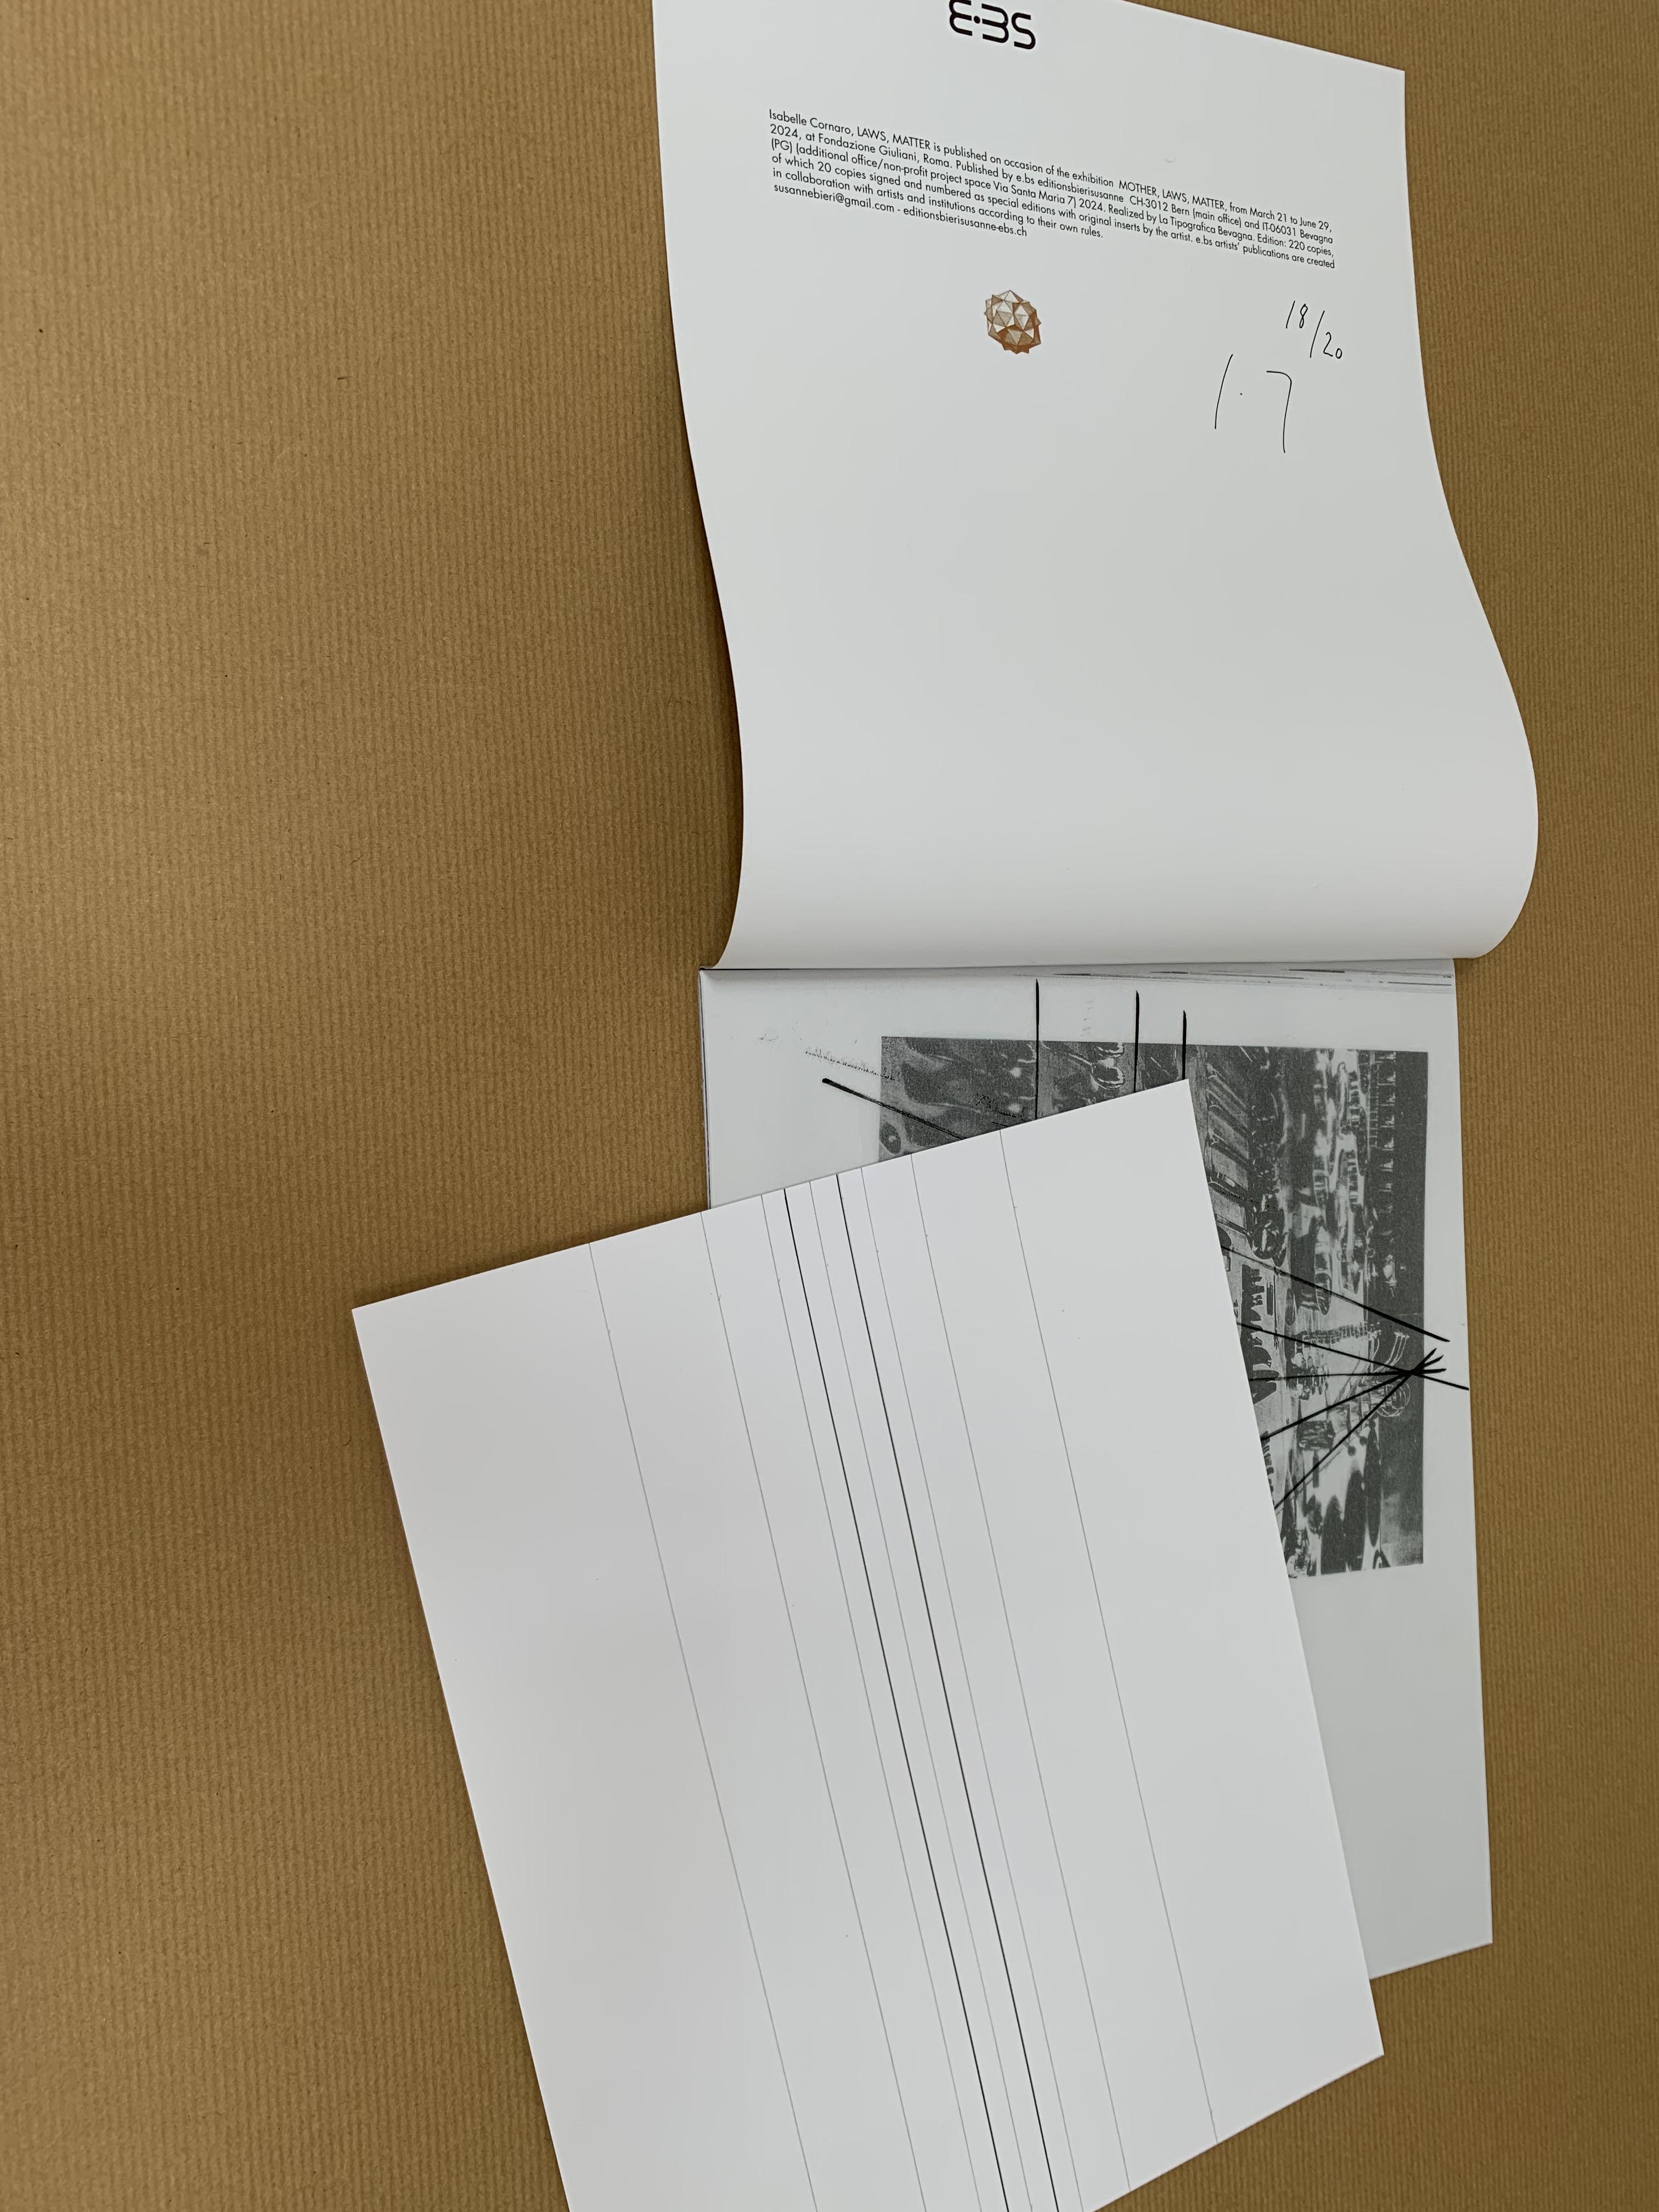 e.bs
Isabelle Cornaro, LAWS, MATTER is published on occasion of the exhibition MOTHER, LAWS, MATTER, from March 21 to June 29,
2024, at Fondazione Giuliani, Roma. Published by e.bs editionsbierisusanne CH-3012 Bern (main office) and IT-06031 Bevagna
(PG) (additional office/non-profit project space Via Santa Maria 7) 2024. Realized by La Tipografica Bevagna. Edition: 220 copies,
of which 20 copies signed and numbered as special editions with original inserts by the artist. e.bs artists' publications are created
in collaboration with artists and institutions according to their own rules.
susannebieri@gmail.com - editionsbierisusanne-ebs.ch
18/20